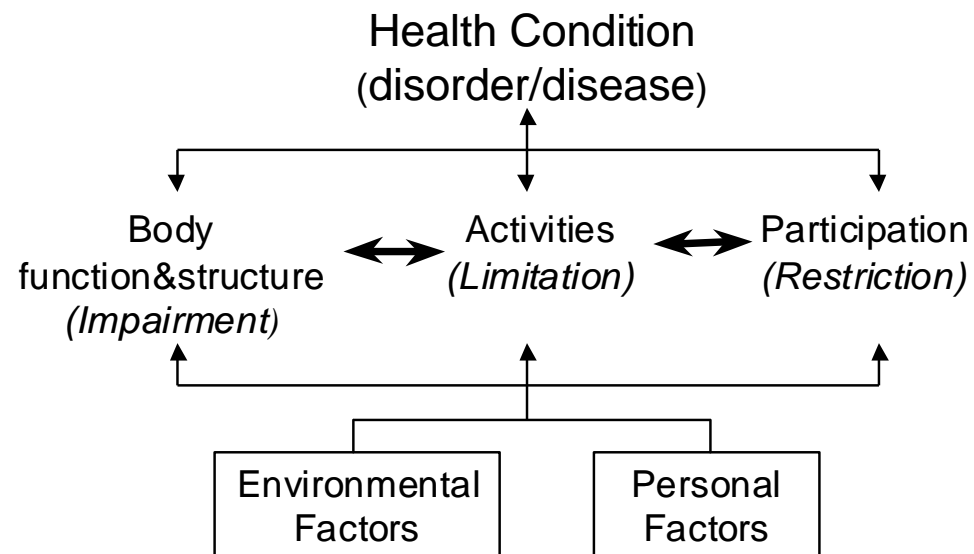 Health Condition
(disorder/disease)
Body
function&structure
(Impairment)
Activities
(Limitation)
Participation
(Restriction)
Environmental
Factors
Personal
Factors